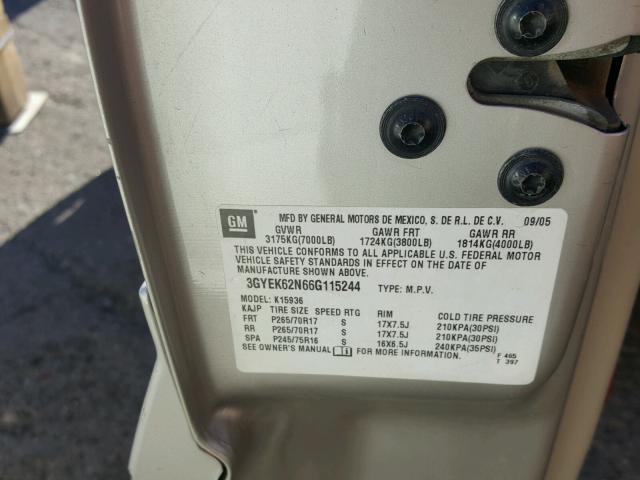 GM MFD BY GENERAL MOTORS DE MEXICO, S. DE R.L. DE C.V. 09/05
GVWR GAWR FRT GAWR RR
3175KG(7000LB) 1724KG(3800LB) 1814KG(4000LB)
THIS VEHICLE CONFORMS TO ALL APPLICABLE U.S. FEDERAL MOTOR
VEHICLE SAFETY STANDARDS IN EFFECT ON THE DATE OF
MANUFACTURE SHOWN ABOVE.
3GYEK62N66G115244 TYPE: M.P.V.
MODEL: K15936
KAJP TIRE SIZE SPEED RTG RIM COLD TIRE PRESSURE
FRT P265/70R17 S 17X7.5J 210KPA(30PSI)
RR P265/70R17 S 17X7.5J 210KPA(30PSI)
SPA P245/75R16 S 16X6.5J 240KPA(35PSI)
SEE OWNER'S MANUAL FOR MORE INFORMATION. F 465
T 397